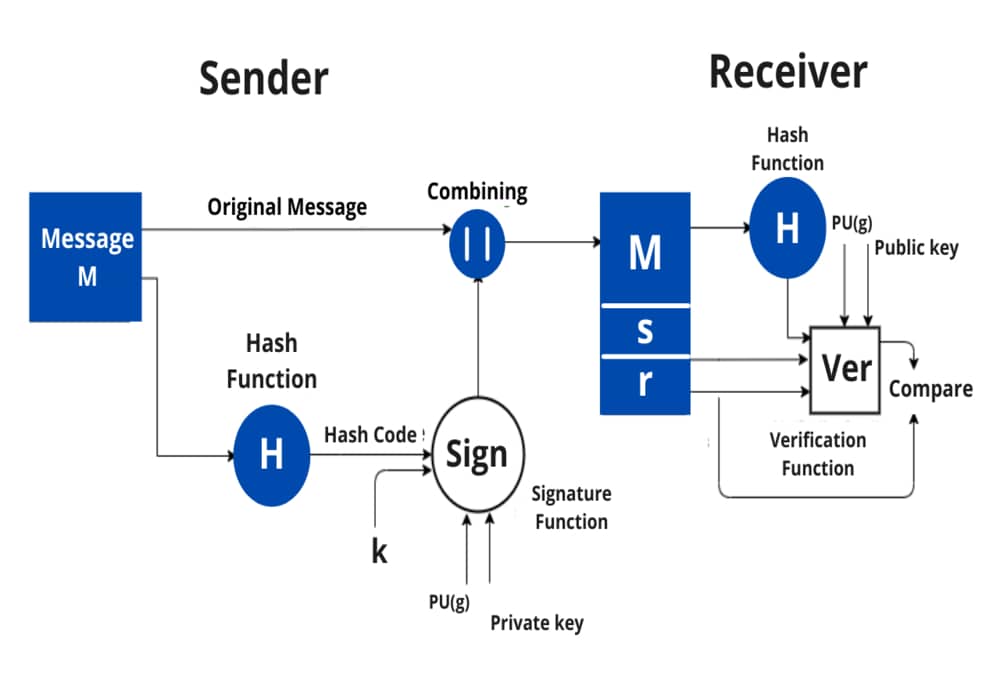 Sender
Receiver
Hash
Function
Combining
Original Message
Message
M
| |
M
H
PU(g)
Public key
s
r
Ver
Compare
Hash
Function
H
Hash Code
Sign
Verification
Function
Signature
Function
k
PU(g)
Private key